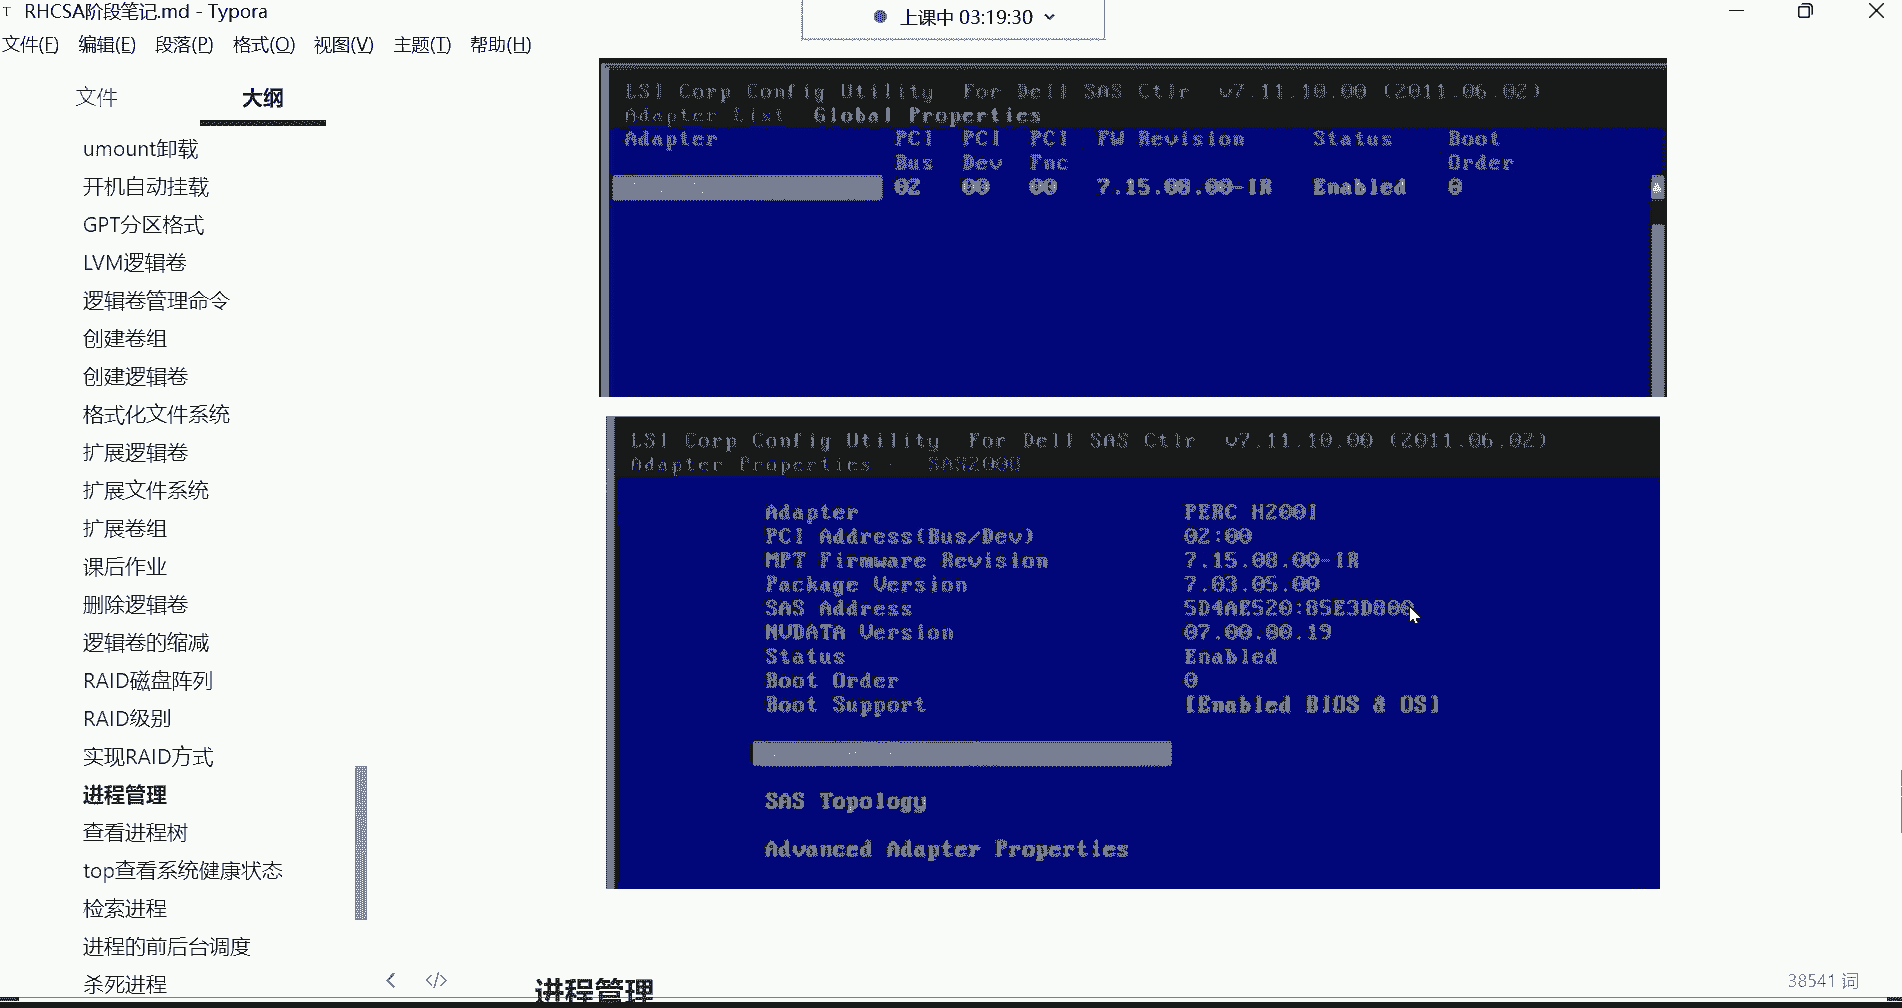 RHCSA阶段笔记.md - Typora
上课中 03:19:30
文件(F) 编辑(E) 段落(P) 格式(O) 视图(V) 主题(T) 帮助(H)
文件 大纲
umount卸载
开机自动挂载
GPT分区格式
LVM逻辑卷
逻辑卷管理命令
创建卷组
创建逻辑卷
格式化文件系统
扩展逻辑卷
扩展文件系统
扩展卷组
课后作业
删除逻辑卷
逻辑卷的缩减
RAID磁盘阵列
RAID级别
实现RAID方式
进程管理
查看进程树
top查看系统健康状态
检索进程
进程的前后台调度
杀死进程
LSI Corp Config Utility For Dell SAS Ctlr v7.11.10.00 (2011.06.02)
Adapter List Global Properties
Adapter PCI PCI PCI FW Revision Status Boot
Bus Dev Fnc Order
02 00 00 7.15.08.00-IR Enabled 0
LSI Corp Config Utility For Dell SAS Ctlr v7.11.10.00 (2011.06.02)
Adapter Properties - SAS2008
Adapter PERC H200I
PCI Address(Bus/Dev) 02:00
MPT Firmware Revision 7.15.08.00-IR
Package Version 7.03.05.00
SAS Address 5D4AE520:85E3D800
NVDATA Version 07.00.00.19
Status Enabled
Boot Order 0
Boot Support [Enabled BIOS & OS]
SAS Topology
Advanced Adapter Properties
进程管理
38541 词